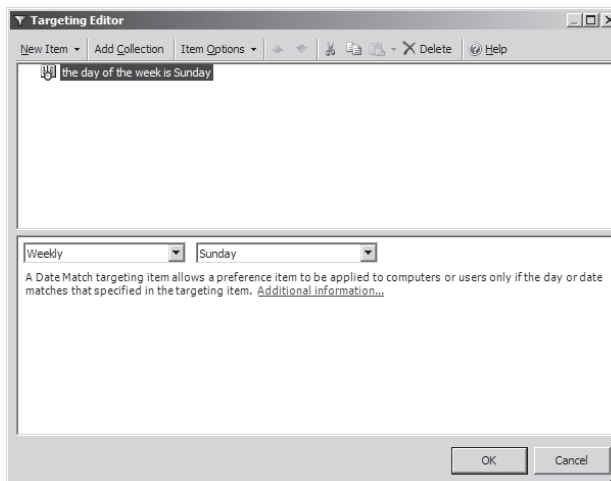 Targeting Editor
New Item Add Collection Item Options Delete Help
the day of the week is Sunday
Weekly Sunday
A Date Match targeting item allows a preference item to be applied to computers or users only if the day or date
matches that specified in the targeting item. Additional information...
OK Cancel